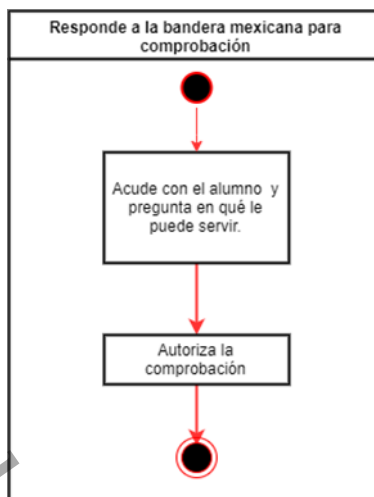 Responde a la bandera mexicana para
comprobación
Acude con el alumno y
pregunta en qué le
puede servir.
Autoriza la
comprobación